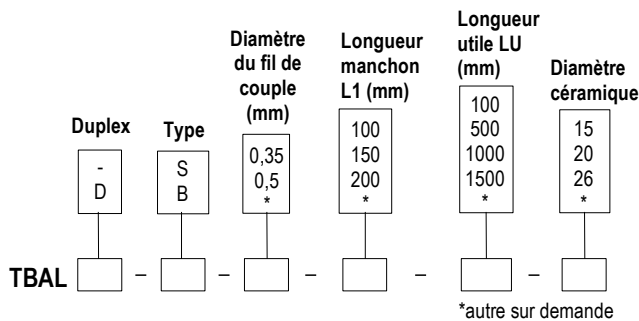 Duplex
-
D
Type
S
B
Diamètre
du fil de
couple
(mm)
0,35
0,5
*
Longueur
manchon
L1 (mm)
100
150
200
*
Longueur
utile LU
(mm)
100
500
1000
1500
*
Diamètre
céramique
15
20
26
*
TBAL – – – – –
*autre sur demande